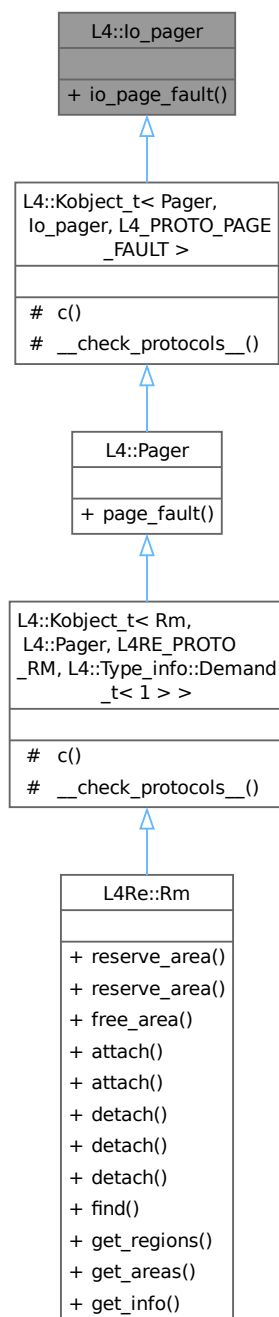 L4::Io_pager
+ io_page_fault()
L4::Kobject_t< Pager,
Io_pager, L4_PROTO_PAGE
_FAULT >
# c()
# __check_protocols__()
L4::Pager
+ page_fault()
L4::Kobject_t< Rm,
L4::Pager, L4RE_PROTO
_RM, L4::Type_info::Demand
_t< 1 > >
# c()
# __check_protocols__()
L4Re::Rm
+ reserve_area()
+ reserve_area()
+ free_area()
+ attach()
+ attach()
+ detach()
+ detach()
+ detach()
+ find()
+ get_regions()
+ get_areas()
+ get_info()